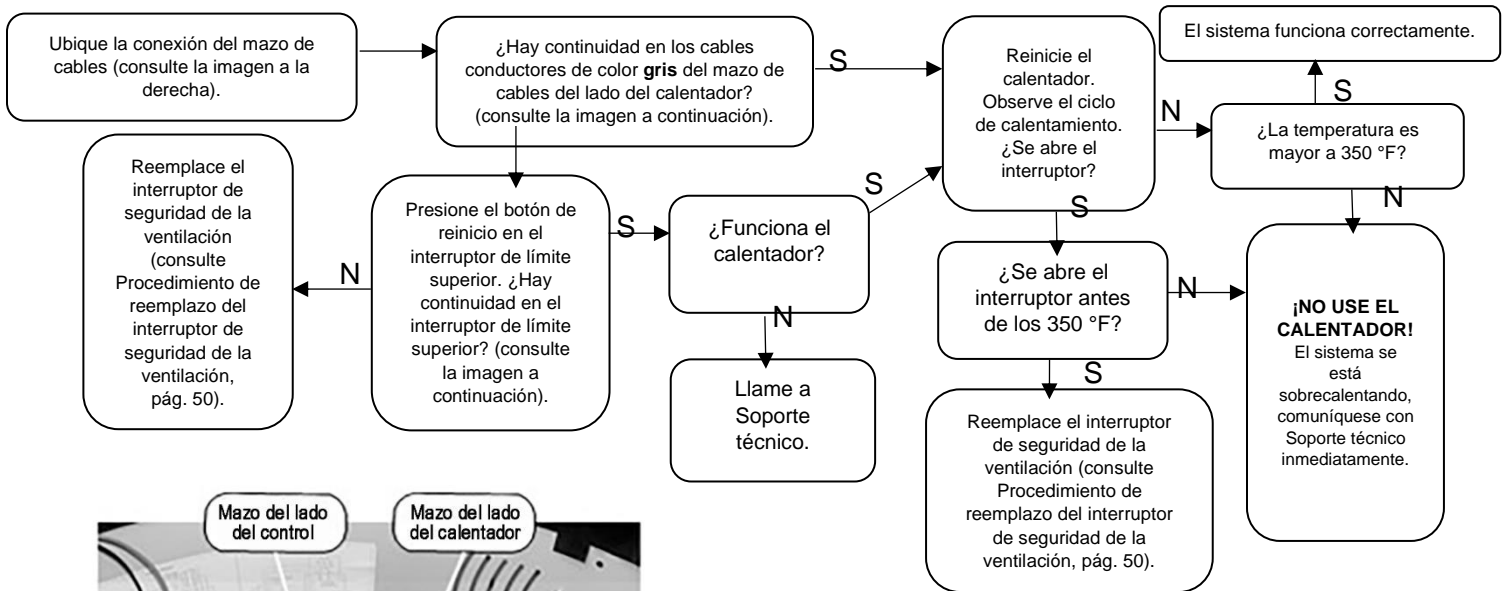 Ubique la conexión del mazo de
cables (consulte la imagen a la
derecha).
¿Hay continuidad en los cables
conductores de color gris del mazo de
cables del lado del calentador?
(consulte la imagen a continuación).
S
Reinicie el
calentador.
Observe el ciclo
de calentamiento.
¿Se abre el
interruptor?
N
El sistema funciona correctamente.
S
¿La temperatura es
mayor a 350 °F?
N
Reemplace el
interruptor de
seguridad de la
ventilación
(consulte
Procedimiento de
reemplazo del
interruptor de
seguridad de la
ventilación,
pág. 50).
N
Presione el botón de
reinicio en el
interruptor de límite
superior. ¿Hay
continuidad en el
interruptor de límite
superior? (consulte
la imagen a
continuación).
S
¿Funciona el
calentador?
S
N
Llame a
Soporte
técnico.
S
¿Se abre el
interruptor antes
de los 350 °F?
N
S
Reemplace el interruptor
de seguridad de la
ventilación (consulte
Procedimiento de
reemplazo del interruptor
de seguridad de la
ventilación, pág. 50).
¡NO USE EL
CALENTADOR!
El sistema se
está
sobrecalentando,
comuníquese con
Soporte técnico
inmediatamente.
Mazo del lado
del control
Mazo del lado
del calentador